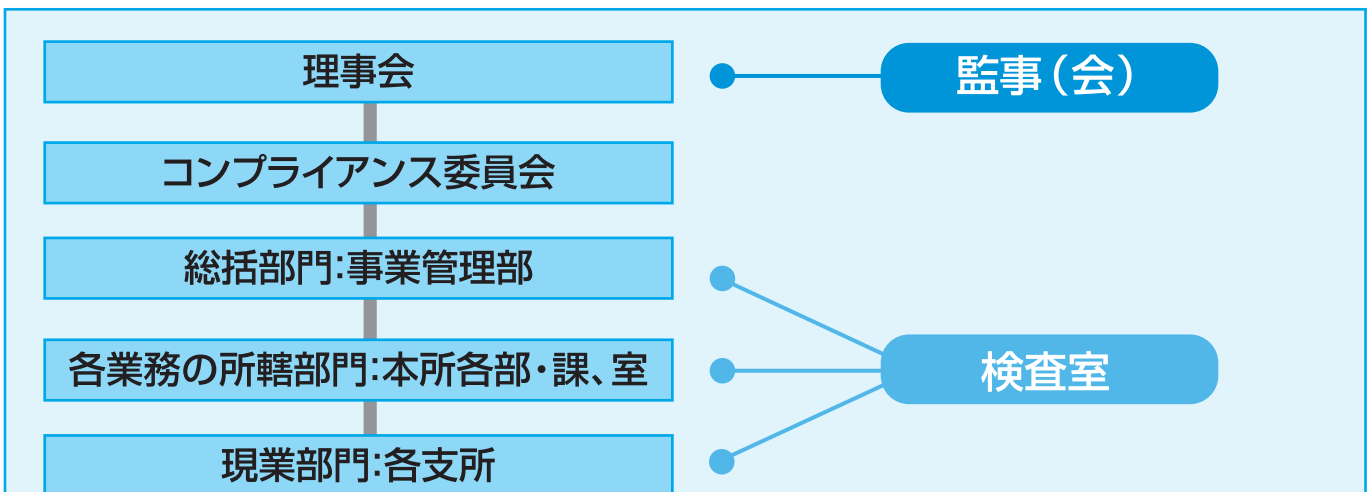 理事会
監事（会）
コンプライアンス委員会
総括部門：事業管理部
各業務の所轄部門：本所各部・課、室
検査室
現業部門：各支所